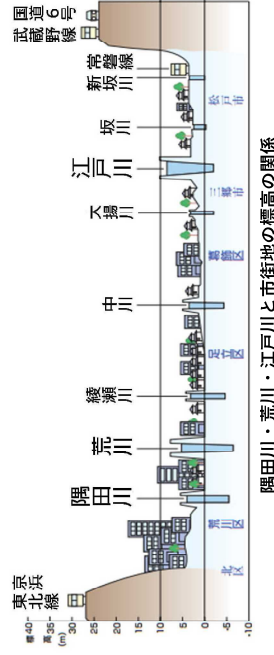 標高(m)
40
35
30
25
20
15
10
5
0
-5
-10
京浜
東北線
隅田川
荒川
綾瀬川
中川
大場川
江戸川
坂川
新坂川
常磐線
武蔵野線
国道６号
北区
荒川区
足立区
葛飾区
三郷市
松戸市
隅田川・荒川・江戸川と市街地の標高の関係